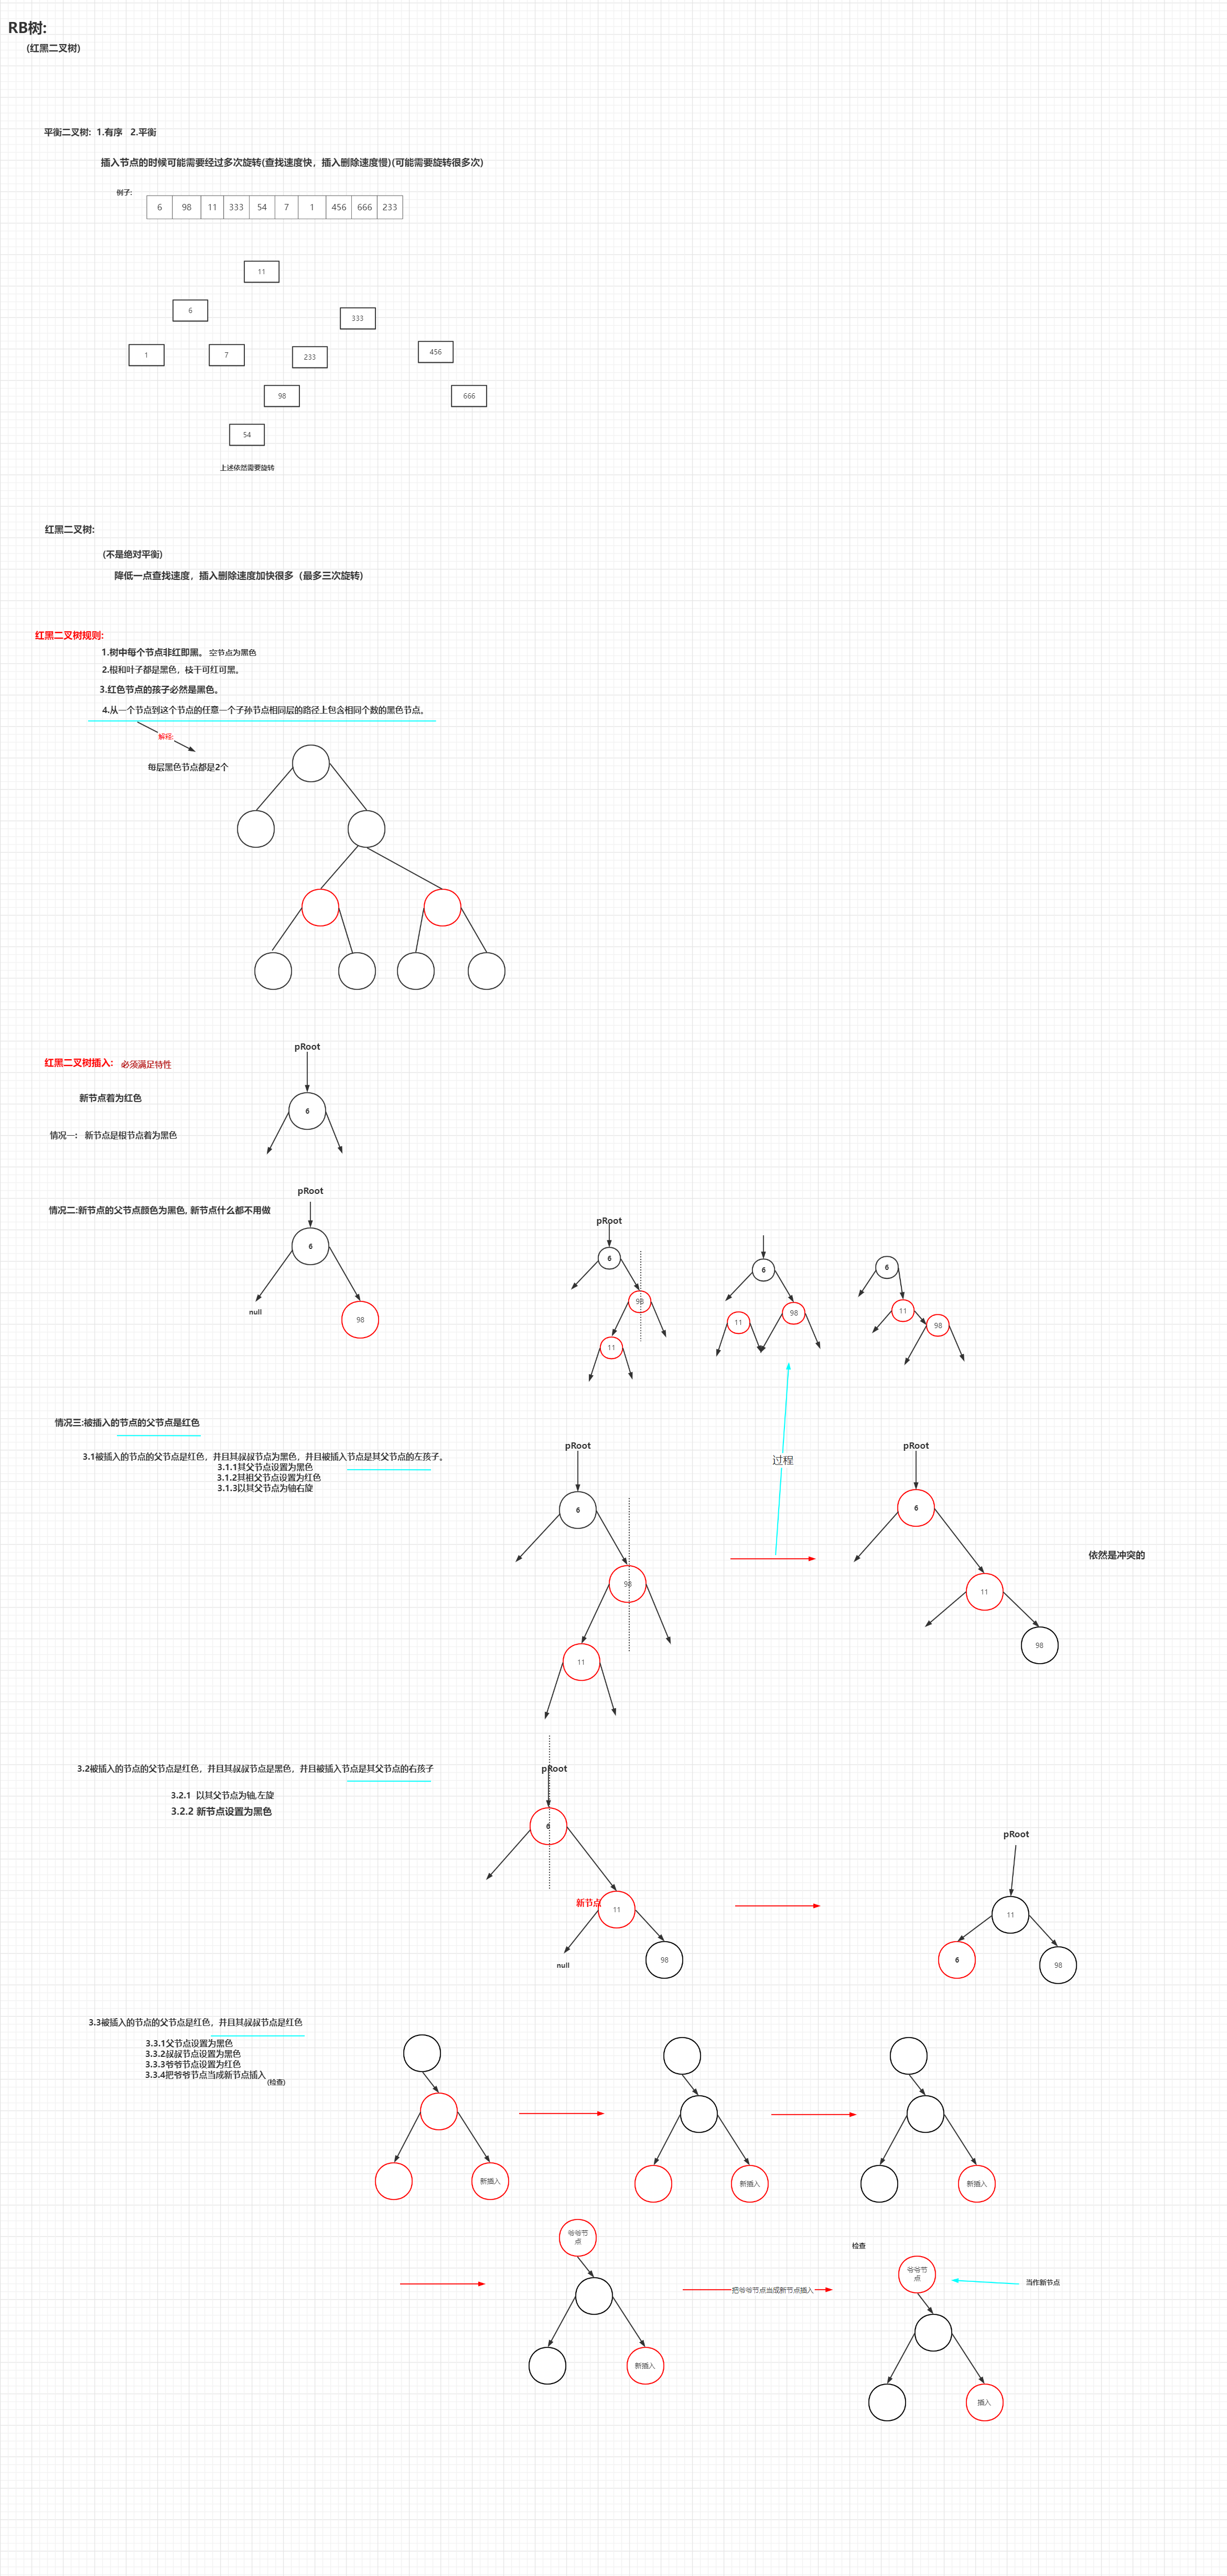 RB树:
(红黑二叉树)
平衡二叉树: 1.有序 2.平衡
插入节点的时候可能需要经过多次旋转(查找速度快，插入删除速度慢)(可能需要旋转很多次)
例子:
6 98 11 333 54 7 1 456 666 233
11
6
333
1 7 233 456
98 666
54
上述依然需要旋转
红黑二叉树:
(不是绝对平衡)
降低一点查找速度，插入删除速度加快很多（最多三次旋转)
红黑二叉树规则:
1.树中每个节点非红即黑。 空节点为黑色
2.根和叶子都是黑色，枝干可红可黑。
3.红色节点的孩子必然是黑色。
4.从一个节点到这个节点的任意一个子孙节点相同层的路径上包含相同个数的黑色节点。
解释:
每层黑色节点都是2个
pRoot
红黑二叉树插入: 必须满足特性
新节点着为红色
6
情况一: 新节点是根节点着为黑色
pRoot
情况二:新节点的父节点颜色为黑色, 新节点什么都不用做
6
null
98
pRoot
6 6 6
98 11 98 11 98
11
情况三:被插入的节点的父节点是红色
3.1被插入的节点的父节点是红色，并且其叔叔节点为黑色，并且被插入节点是其父节点的左孩子。
3.1.1其父节点设置为黑色
3.1.2其祖父节点设置为红色
3.1.3以其父节点为轴右旋
pRoot
6
98
11
过程
pRoot
6
11
98
依然是冲突的
3.2被插入的节点的父节点是红色，并且其叔叔节点是黑色，并且被插入节点是其父节点的右孩子
3.2.1 以其父节点为轴,左旋
3.2.2 新节点设置为黑色
pRoot
6
新节点
11
null
98
pRoot
11
6 98
3.3被插入的节点的父节点是红色，并且其叔叔节点是红色
3.3.1父节点设置为黑色
3.3.2叔叔节点设置为黑色
3.3.3爷爷节点设置为红色
3.3.4把爷爷节点当成新节点插入
(检查)
新插入 新插入 新插入
爷爷节
点
新插入
把爷爷节点当成新节点插入
检查
爷爷节
点
当作新节点
插入